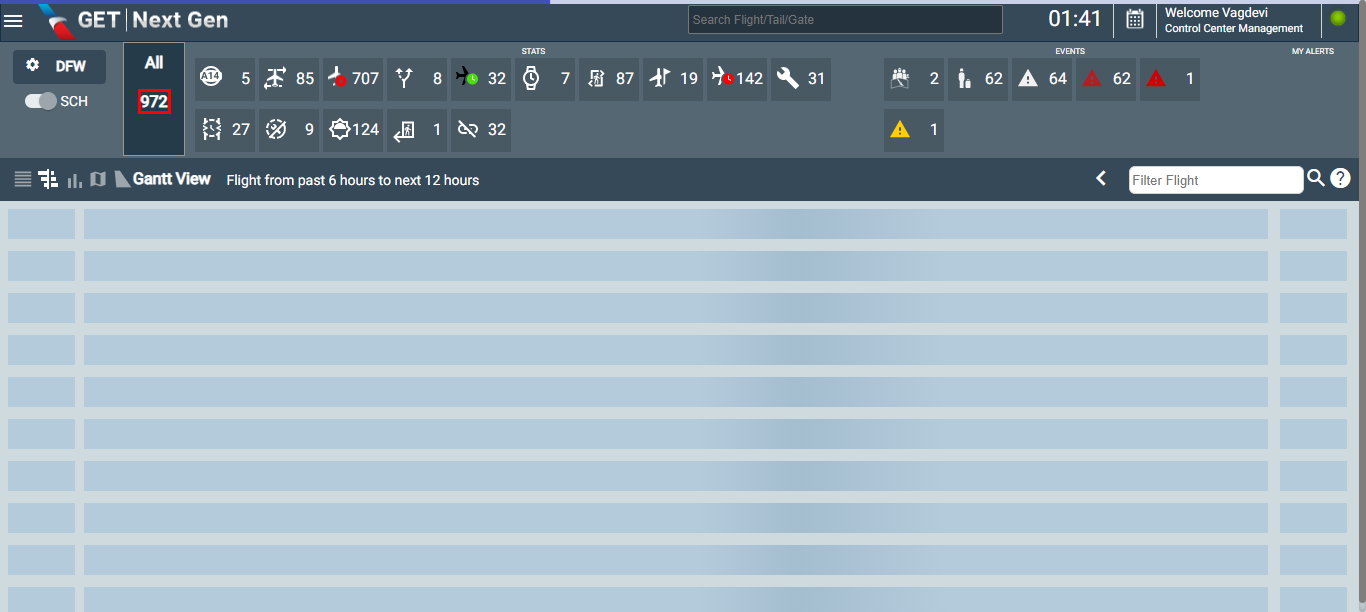 GET Next Gen
Search Flight/Tail/Gate
01:41
Welcome Vagdevi
Control Center Management
DFW
SCH
All
972
STATS
A14 5 85 707 8 32 7 87 19 142 31
27 9 124 1 32
EVENTS
2 62 64 62 1
1
MY ALERTS
Gantt View
Flight from past 6 hours to next 12 hours
Filter Flight
?